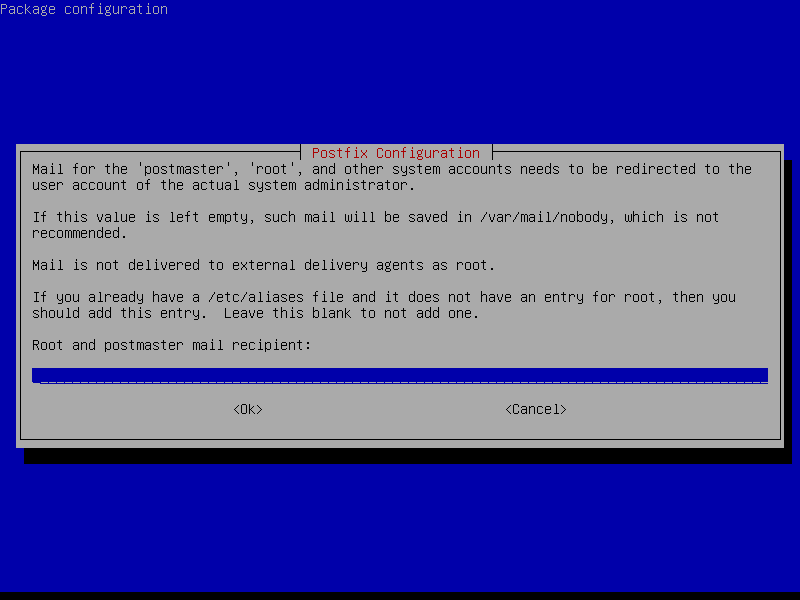 Package configuration
Postfix Configuration
Mail for the 'postmaster', 'root', and other system accounts needs to be redirected to the
user account of the actual system administrator.
If this value is left empty, such mail will be saved in /var/mail/nobody, which is not
recommended.
Mail is not delivered to external delivery agents as root.
If you already have a /etc/aliases file and it does not have an entry for root, then you
should add this entry.  Leave this blank to not add one.
Root and postmaster mail recipient:
<Ok> <Cancel>